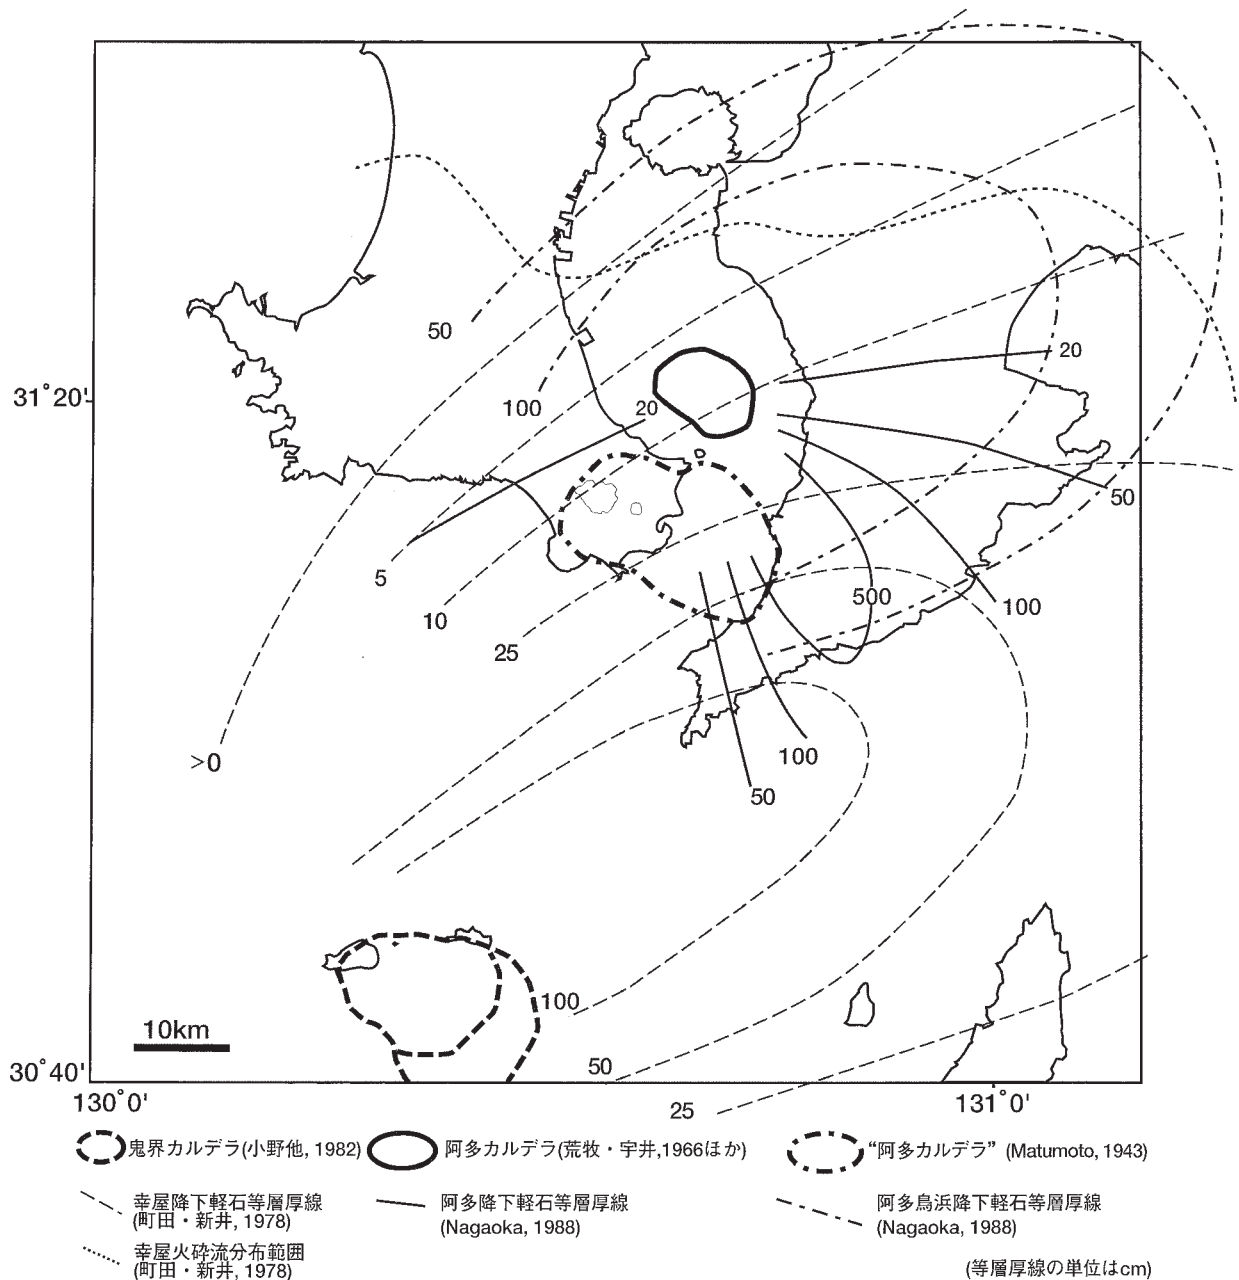 50
20
31˚20'
100
20
50
5
500
100
10
25
100
>0
50
100
10km
50
30˚40'
130˚0'
25
131˚0'
鬼界カルデラ(小野他, 1982)
阿多カルデラ(荒牧・宇井,1966ほか)
“阿多カルデラ” (Matumoto, 1943)
幸屋降下軽石等層厚線
(町田・新井, 1978)
阿多降下軽石等層厚線
(Nagaoka, 1988)
阿多鳥浜降下軽石等層厚線
(Nagaoka, 1988)
幸屋火砕流分布範囲
(町田・新井, 1978)
(等層厚線の単位はcm)